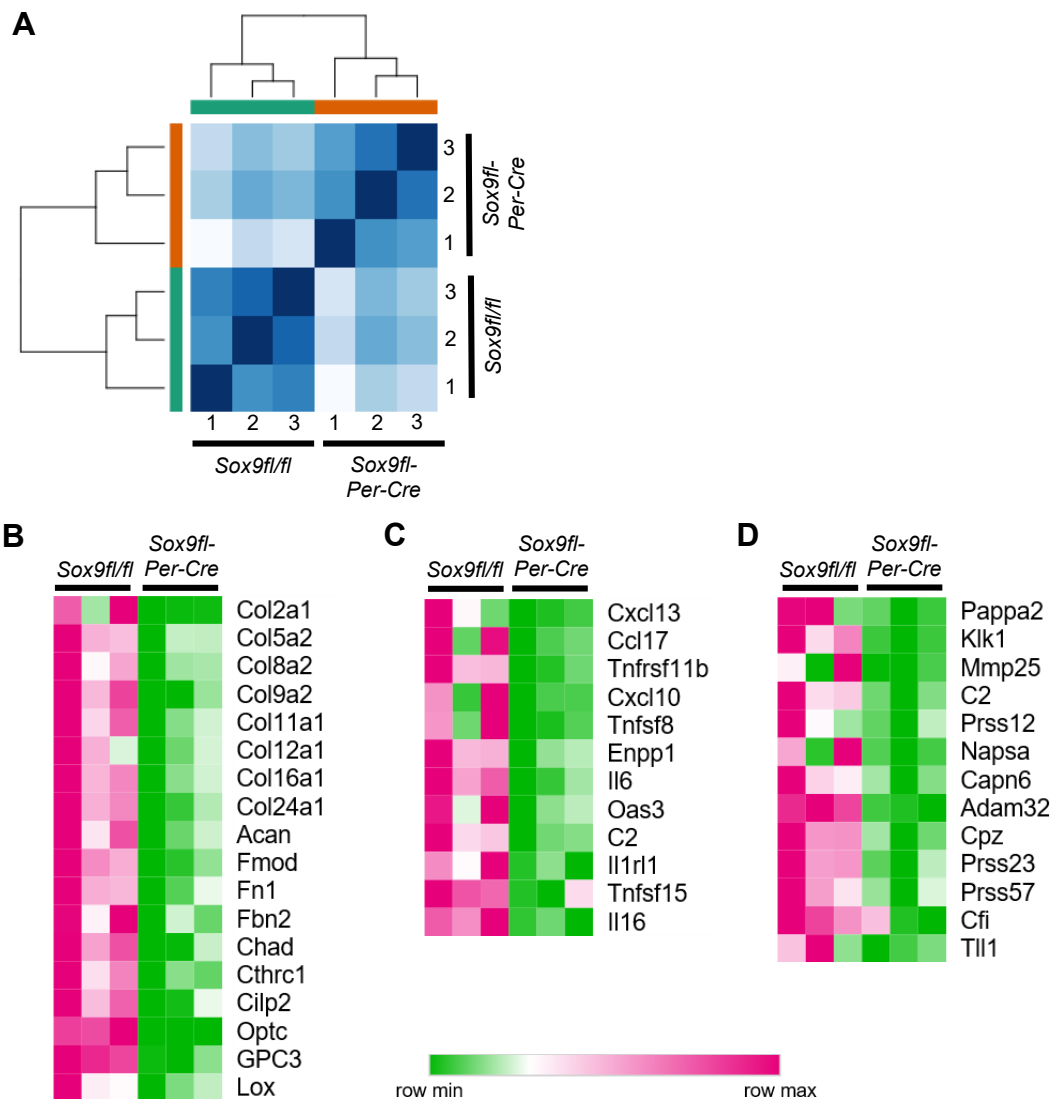 A
3
2
1
Sox9fl-
Per-Cre
3
2
1
Sox9fl/fl
1 2 3 1 2 3
Sox9fl/fl
Sox9fl-
Per-Cre
B
Sox9fl/fl
Sox9fl-
Per-Cre
Col2a1
Col5a2
Col8a2
Col9a2
Col11a1
Col12a1
Col16a1
Col24a1
Acan
Fmod
Fn1
Fbn2
Chad
Cthrc1
Cilp2
Optc
GPC3
Lox
C
Sox9fl/fl
Sox9fl-
Per-Cre
Cxcl13
Ccl17
Tnfrsf11b
Cxcl10
Tnfsf8
Enpp1
Il6
Oas3
C2
Il1rl1
Tnfsf15
Il16
D
Sox9fl/fl
Sox9fl-
Per-Cre
Pappa2
Klk1
Mmp25
C2
Prss12
Napsa
Capn6
Adam32
Cpz
Prss23
Prss57
Cfi
Tll1
row min
row max